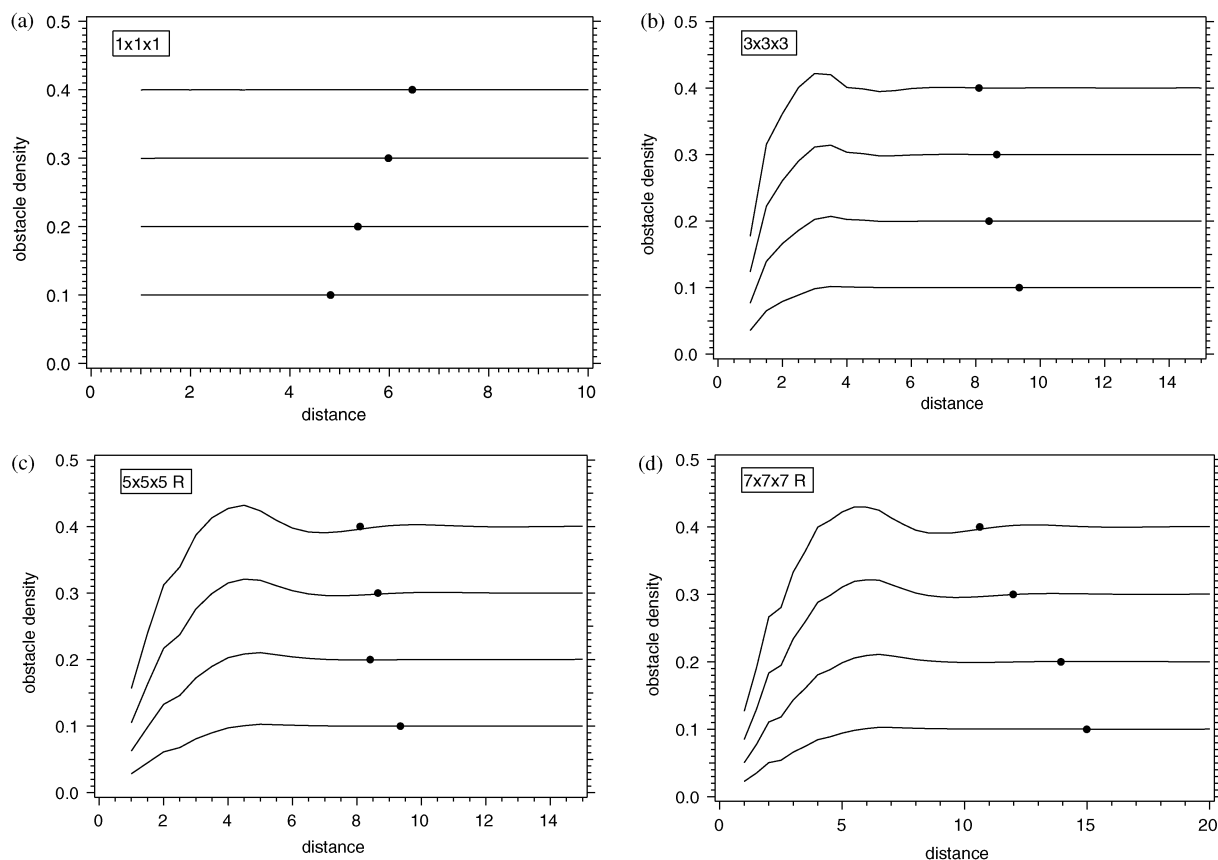 (a)
0.5
1x1x1
0.4
0.3
0.2
0.1
0.0
obstacle density
0 2 4 6 8 10
distance
(b)
0.5
3x3x3
0.4
0.3
0.2
0.1
0.0
obstacle density
0 2 4 6 8 10 12 14
distance
(c)
0.5
5x5x5 R
0.4
0.3
0.2
0.1
0.0
obstacle density
0 2 4 6 8 10 12 14
distance
(d)
0.5
7x7x7 R
0.4
0.3
0.2
0.1
0.0
obstacle density
0 5 10 15 20
distance